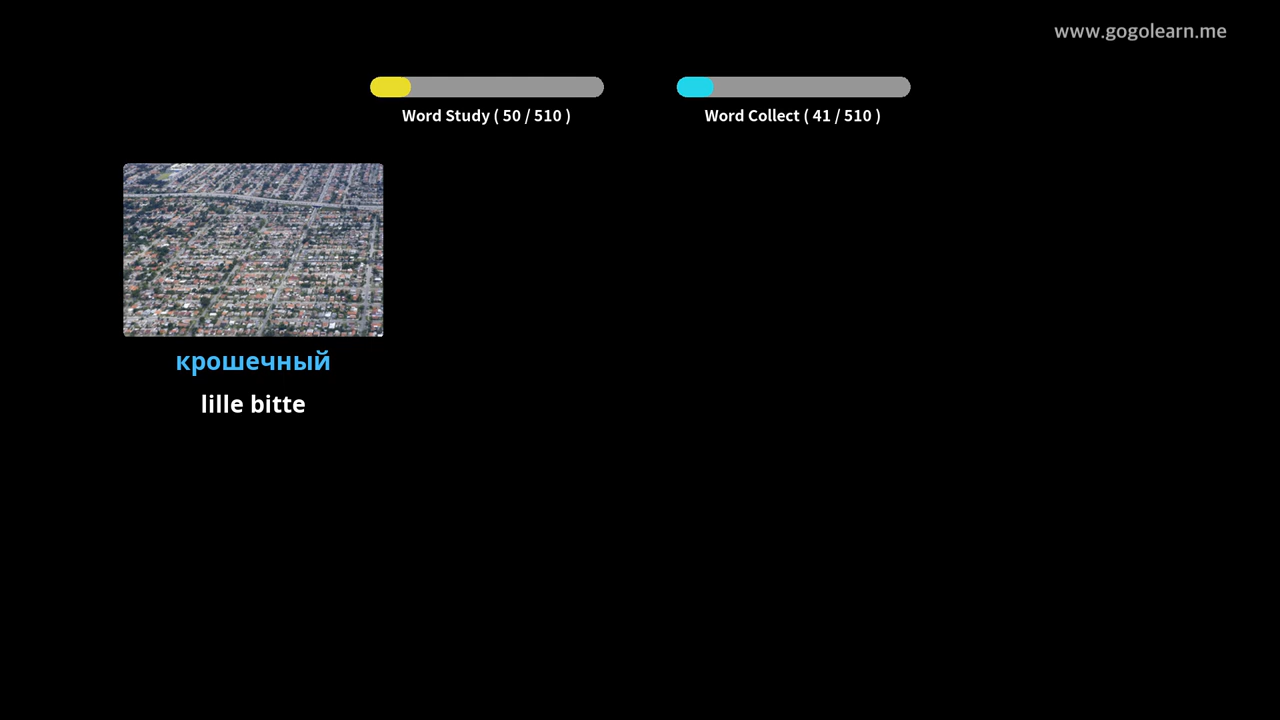 www.gogolearn.me
Word Study ( 50 / 510 )
Word Collect ( 41 / 510 )
крошечный
lille bitte